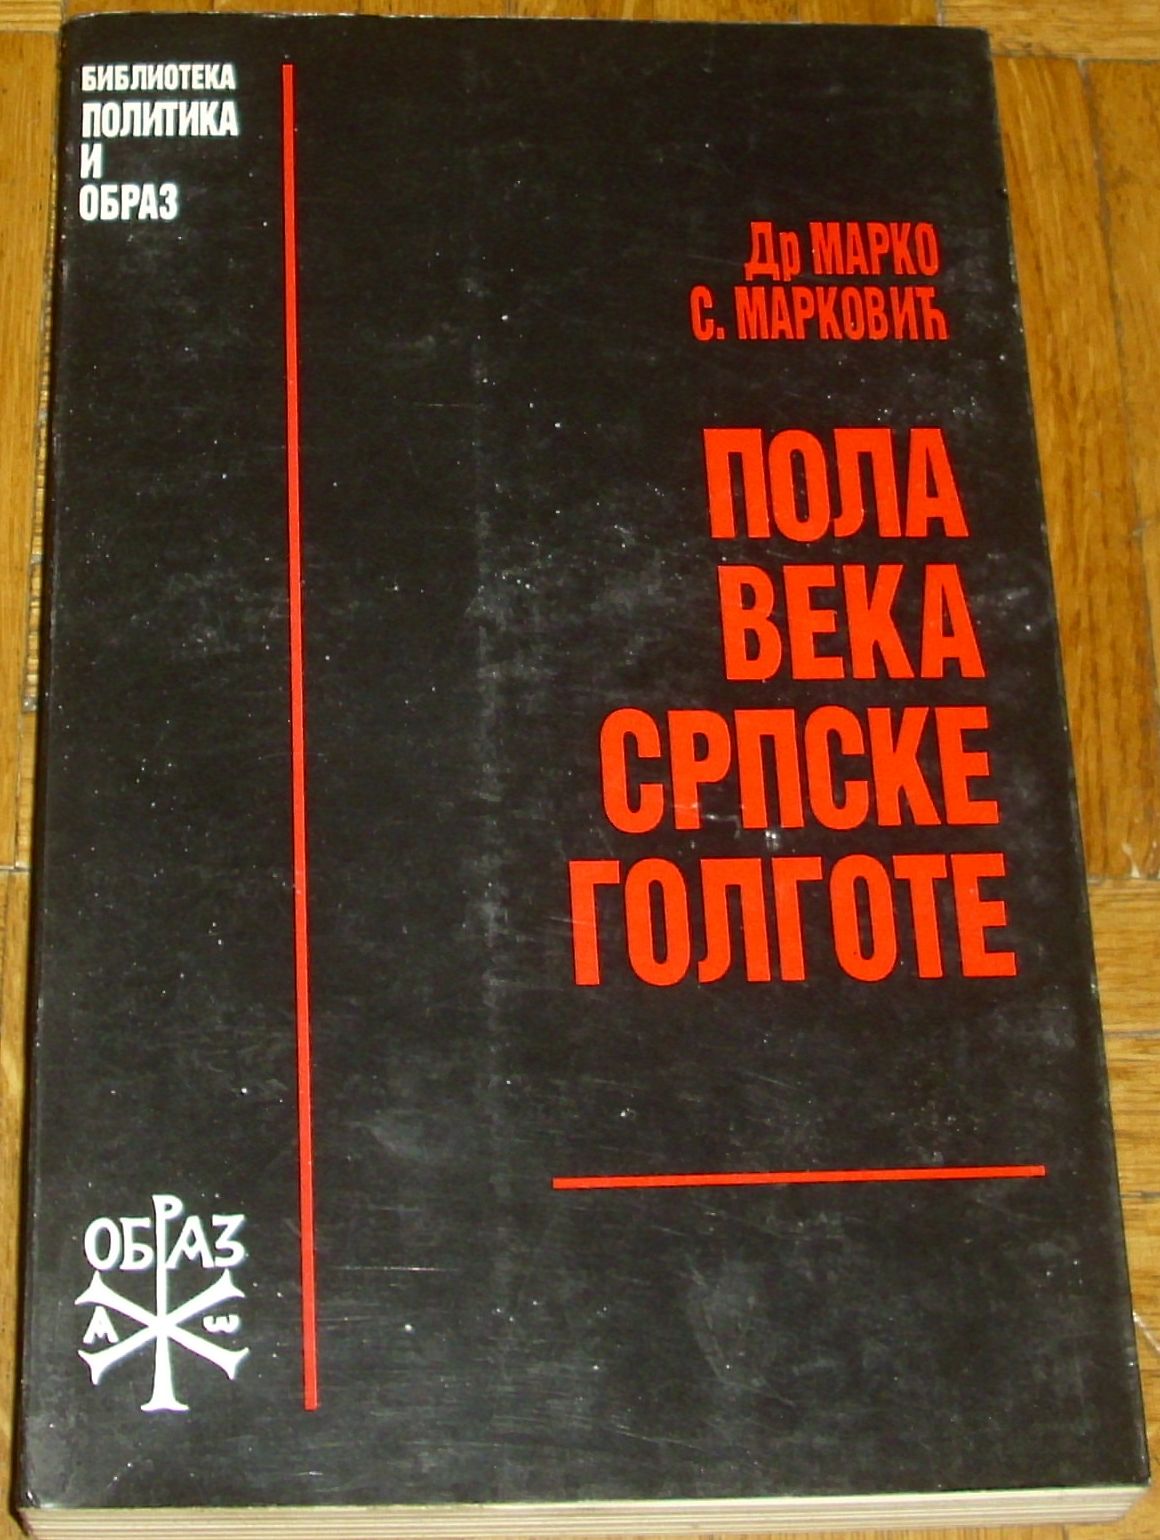 БИБЛИОТЕКА
ПОЛИТИКА
И
ОБРАЗ
Др МАРКО
С. МАРКОВИЋ
ПОЛА
ВЕКА
СРПСКЕ
ГОЛГОТЕ
ОБРАЗ
А ω